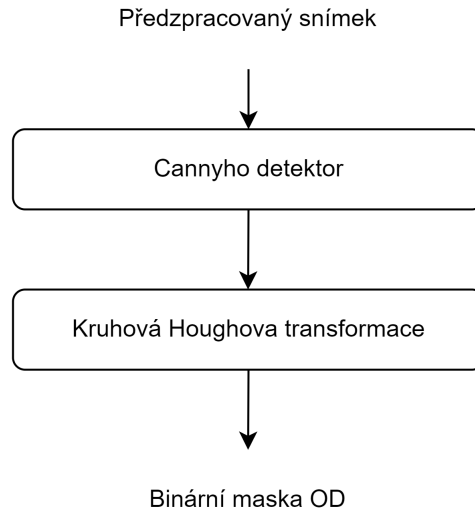 Předzpracovaný snímek
Cannyho detektor
Kruhová Houghova transformace
Binární maska OD